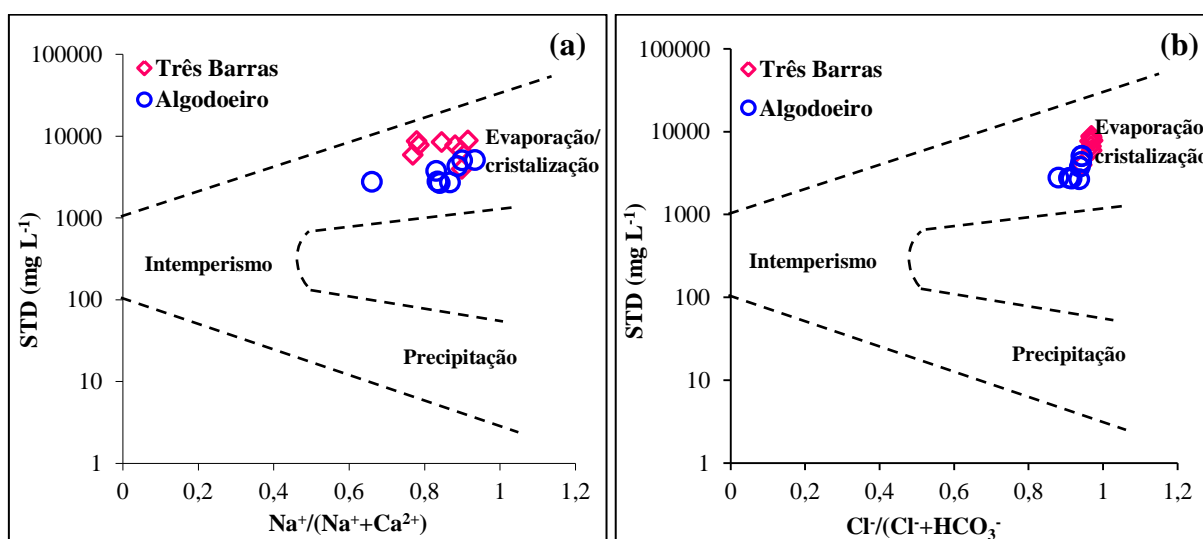 (a)
Três Barras
Algodoeiro
Evaporação/
cristalização
Intemperismo
Precipitação
100000
10000
1000
100
10
1
STD (mg L⁻¹)
0 0,2 0,4 0,6 0,8 1 1,2
Na⁺/(Na⁺+Ca²⁺)
(b)
Três Barras
Algodoeiro
Evaporação/
cristalização
Intemperismo
Precipitação
100000
10000
1000
100
10
1
STD (mg L⁻¹)
0 0,2 0,4 0,6 0,8 1 1,2
Cl⁻/(Cl⁻+HCO₃⁻